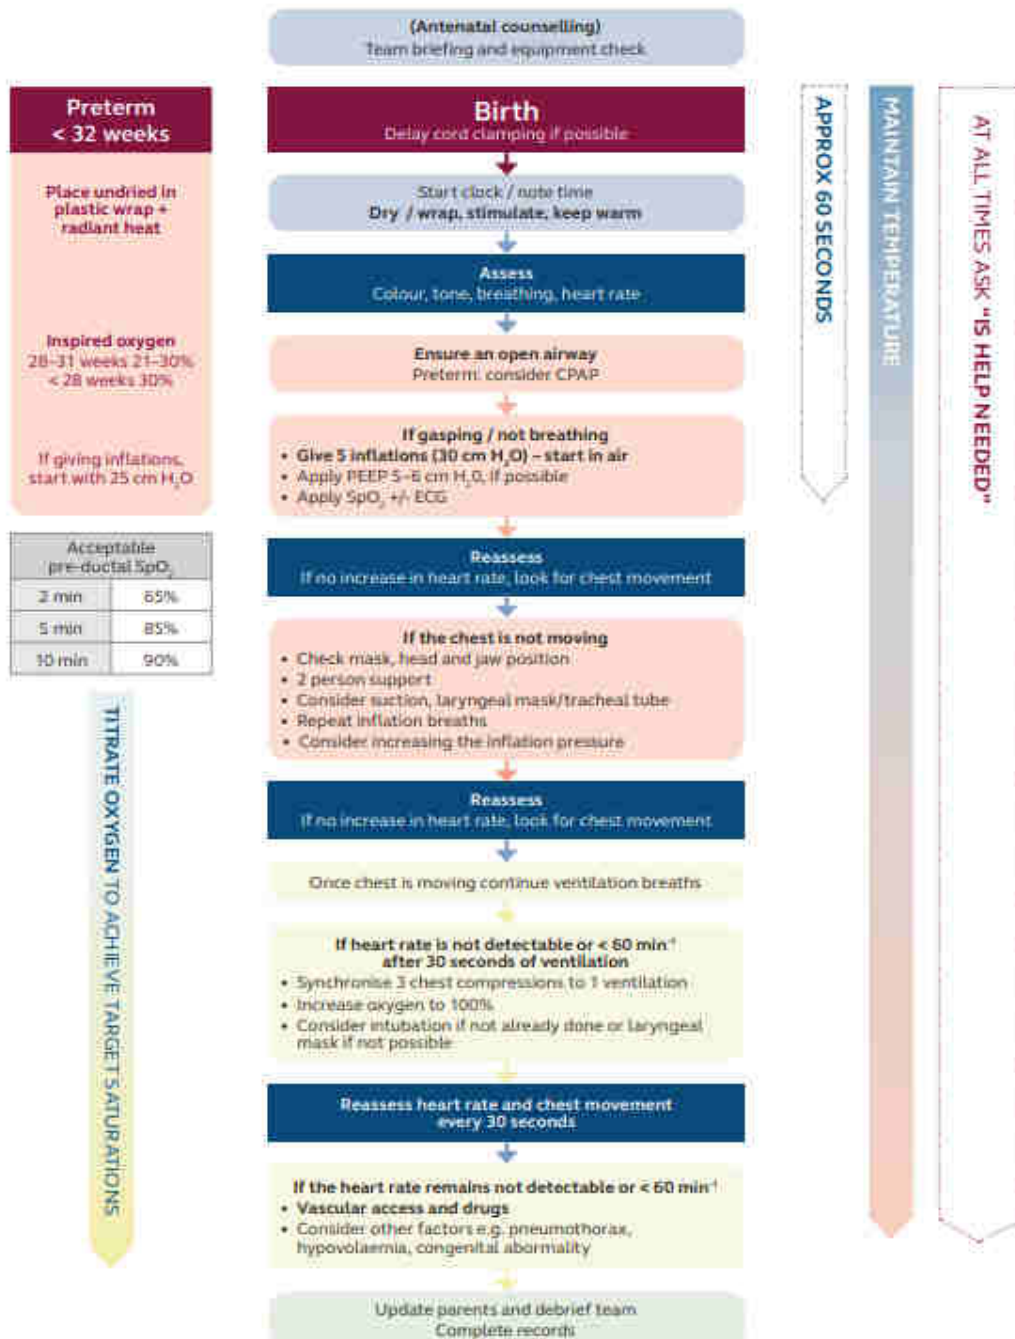 (Antenatal counselling)
Team briefing and equipment check
Preterm
< 32 weeks
Place undried in
plastic wrap +
radiant heat
Inspired oxygen
28–31 weeks 21–30%
< 28 weeks 30%
If giving inflations,
start with 25 cm H₂O
Acceptable
pre-ductal SpO₂
2 min 65%
5 min 85%
10 min 90%
TITRATE OXYGEN TO ACHIEVE TARGET SATURATIONS
Birth
Delay cord clamping if possible
Start clock / note time
Dry / wrap, stimulate, keep warm
Assess
Colour, tone, breathing, heart rate
Ensure an open airway
Preterm: consider CPAP
If gasping / not breathing
• Give 5 inflations (30 cm H₂O) – start in air
• Apply PEEP 5–6 cm H₂0, if possible
• Apply SpO₂ +/- ECG
Reassess
If no increase in heart rate, look for chest movement
If the chest is not moving
• Check mask, head and jaw position
• 2 person support
• Consider suction, laryngeal mask/tracheal tube
• Repeat inflation breaths
• Consider increasing the inflation pressure
Reassess
If no increase in heart rate, look for chest movement
Once chest is moving continue ventilation breaths
If heart rate is not detectable or < 60 min⁻¹
after 30 seconds of ventilation
• Synchronise 3 chest compressions to 1 ventilation
• Increase oxygen to 100%
• Consider intubation if not already done or laryngeal
mask if not possible
Reassess heart rate and chest movement
every 30 seconds
If the heart rate remains not detectable or < 60 min⁻¹
• Vascular access and drugs
• Consider other factors e.g. pneumothorax,
hypovolaemia, congenital abormality
Update parents and debrief team
Complete records
APPROX 60 SECONDS
MAINTAIN TEMPERATURE
AT ALL TIMES ASK "IS HELP NEEDED"